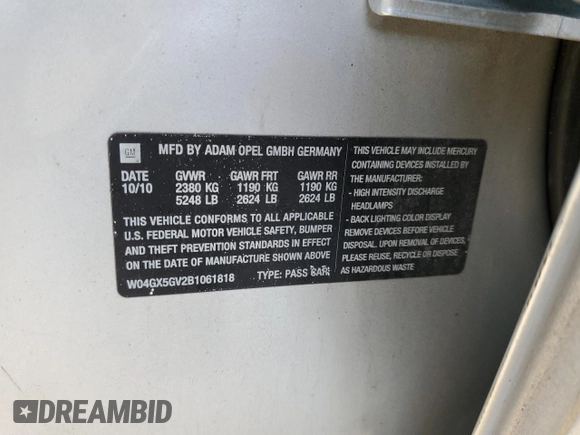 GM
MFD BY ADAM OPEL GMBH GERMANY
DATE GVWR GAWR FRT GAWR RR
10/10 2380 KG 1190 KG 1190 KG
5248 LB 2624 LB 2624 LB
THIS VEHICLE CONFORMS TO ALL APPLICABLE
U.S. FEDERAL MOTOR VEHICLE SAFETY, BUMPER
AND THEFT PREVENTION STANDARDS IN EFFECT
ON DATE OF MANUFACTURE SHOWN ABOVE
W04GX5GV2B1061818 TYPE: PASS CAR
THIS VEHICLE MAY INCLUDE MERCURY
CONTAINING DEVICES INSTALLED BY
THE MANUFACTURER:
- HIGH INTENSITY DISCHARGE
HEADLAMPS
- BACK LIGHTING COLOR DISPLAY
REMOVE DEVICES BEFORE VEHICLE
DISPOSAL. UPON REMOVAL OF DEVICES,
PLEASE REUSE, RECYCLE OR DISPOSE
AS HAZARDOUS WASTE
DREAMBID